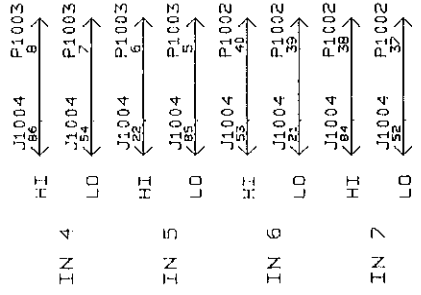 J1004 P1003
HI 86 8
IN 4
J1004 P1003
LO 54 7
J1004 P1003
HI 22 6
IN 5
J1004 P1003
LO 85 5
J1004 P1002
HI 53 40
IN 6
J1004 P1002
LO 21 39
J1004 P1002
HI 84 38
IN 7
J1004 P1002
LO 52 37